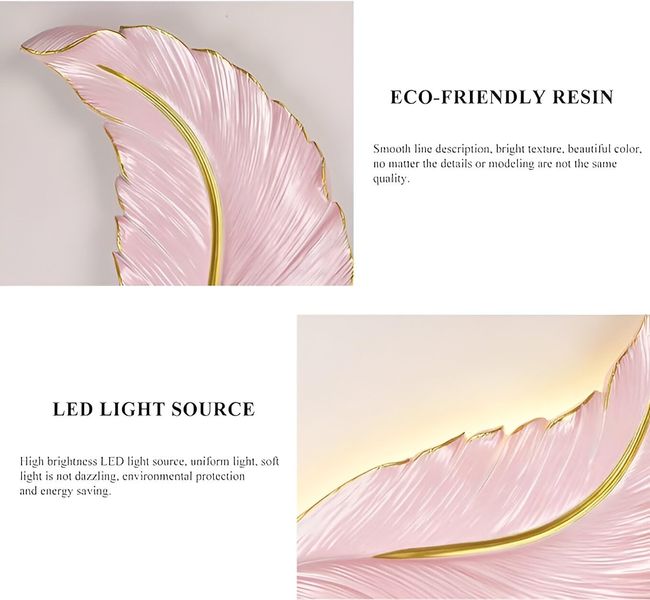 ECO-FRIENDLY RESIN
Smooth line description, bright texture, beautiful color,
no matter the details or modeling are not the same
quality.
LED LIGHT SOURCE
High brightness LED light source, uniform light, soft
light is not dazzling, environmental protection
and energy saving.